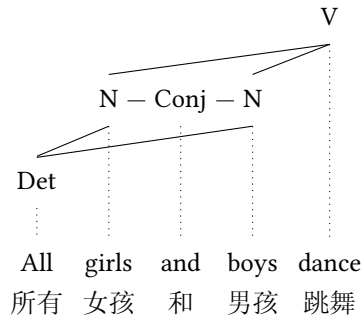 V
N – Conj – N
Det
All girls and boys dance
所有 女孩 和 男孩 跳舞